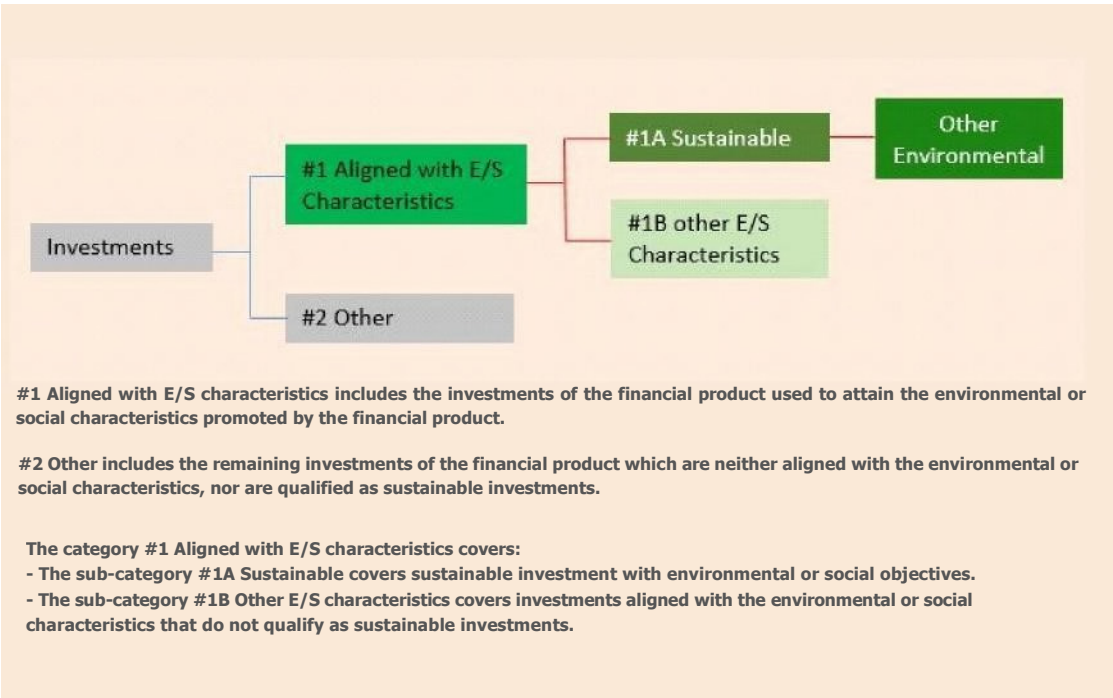 Investments
#1 Aligned with E/S
Characteristics
#2 Other
#1A Sustainable
#1B other E/S
Characteristics
Other
Environmental
#1 Aligned with E/S characteristics includes the investments of the financial product used to attain the environmental or
social characteristics promoted by the financial product.
#2 Other includes the remaining investments of the financial product which are neither aligned with the environmental or
social characteristics, nor are qualified as sustainable investments.
The category #1 Aligned with E/S characteristics covers:
- The sub-category #1A Sustainable covers sustainable investment with environmental or social objectives.
- The sub-category #1B Other E/S characteristics covers investments aligned with the environmental or social
characteristics that do not qualify as sustainable investments.